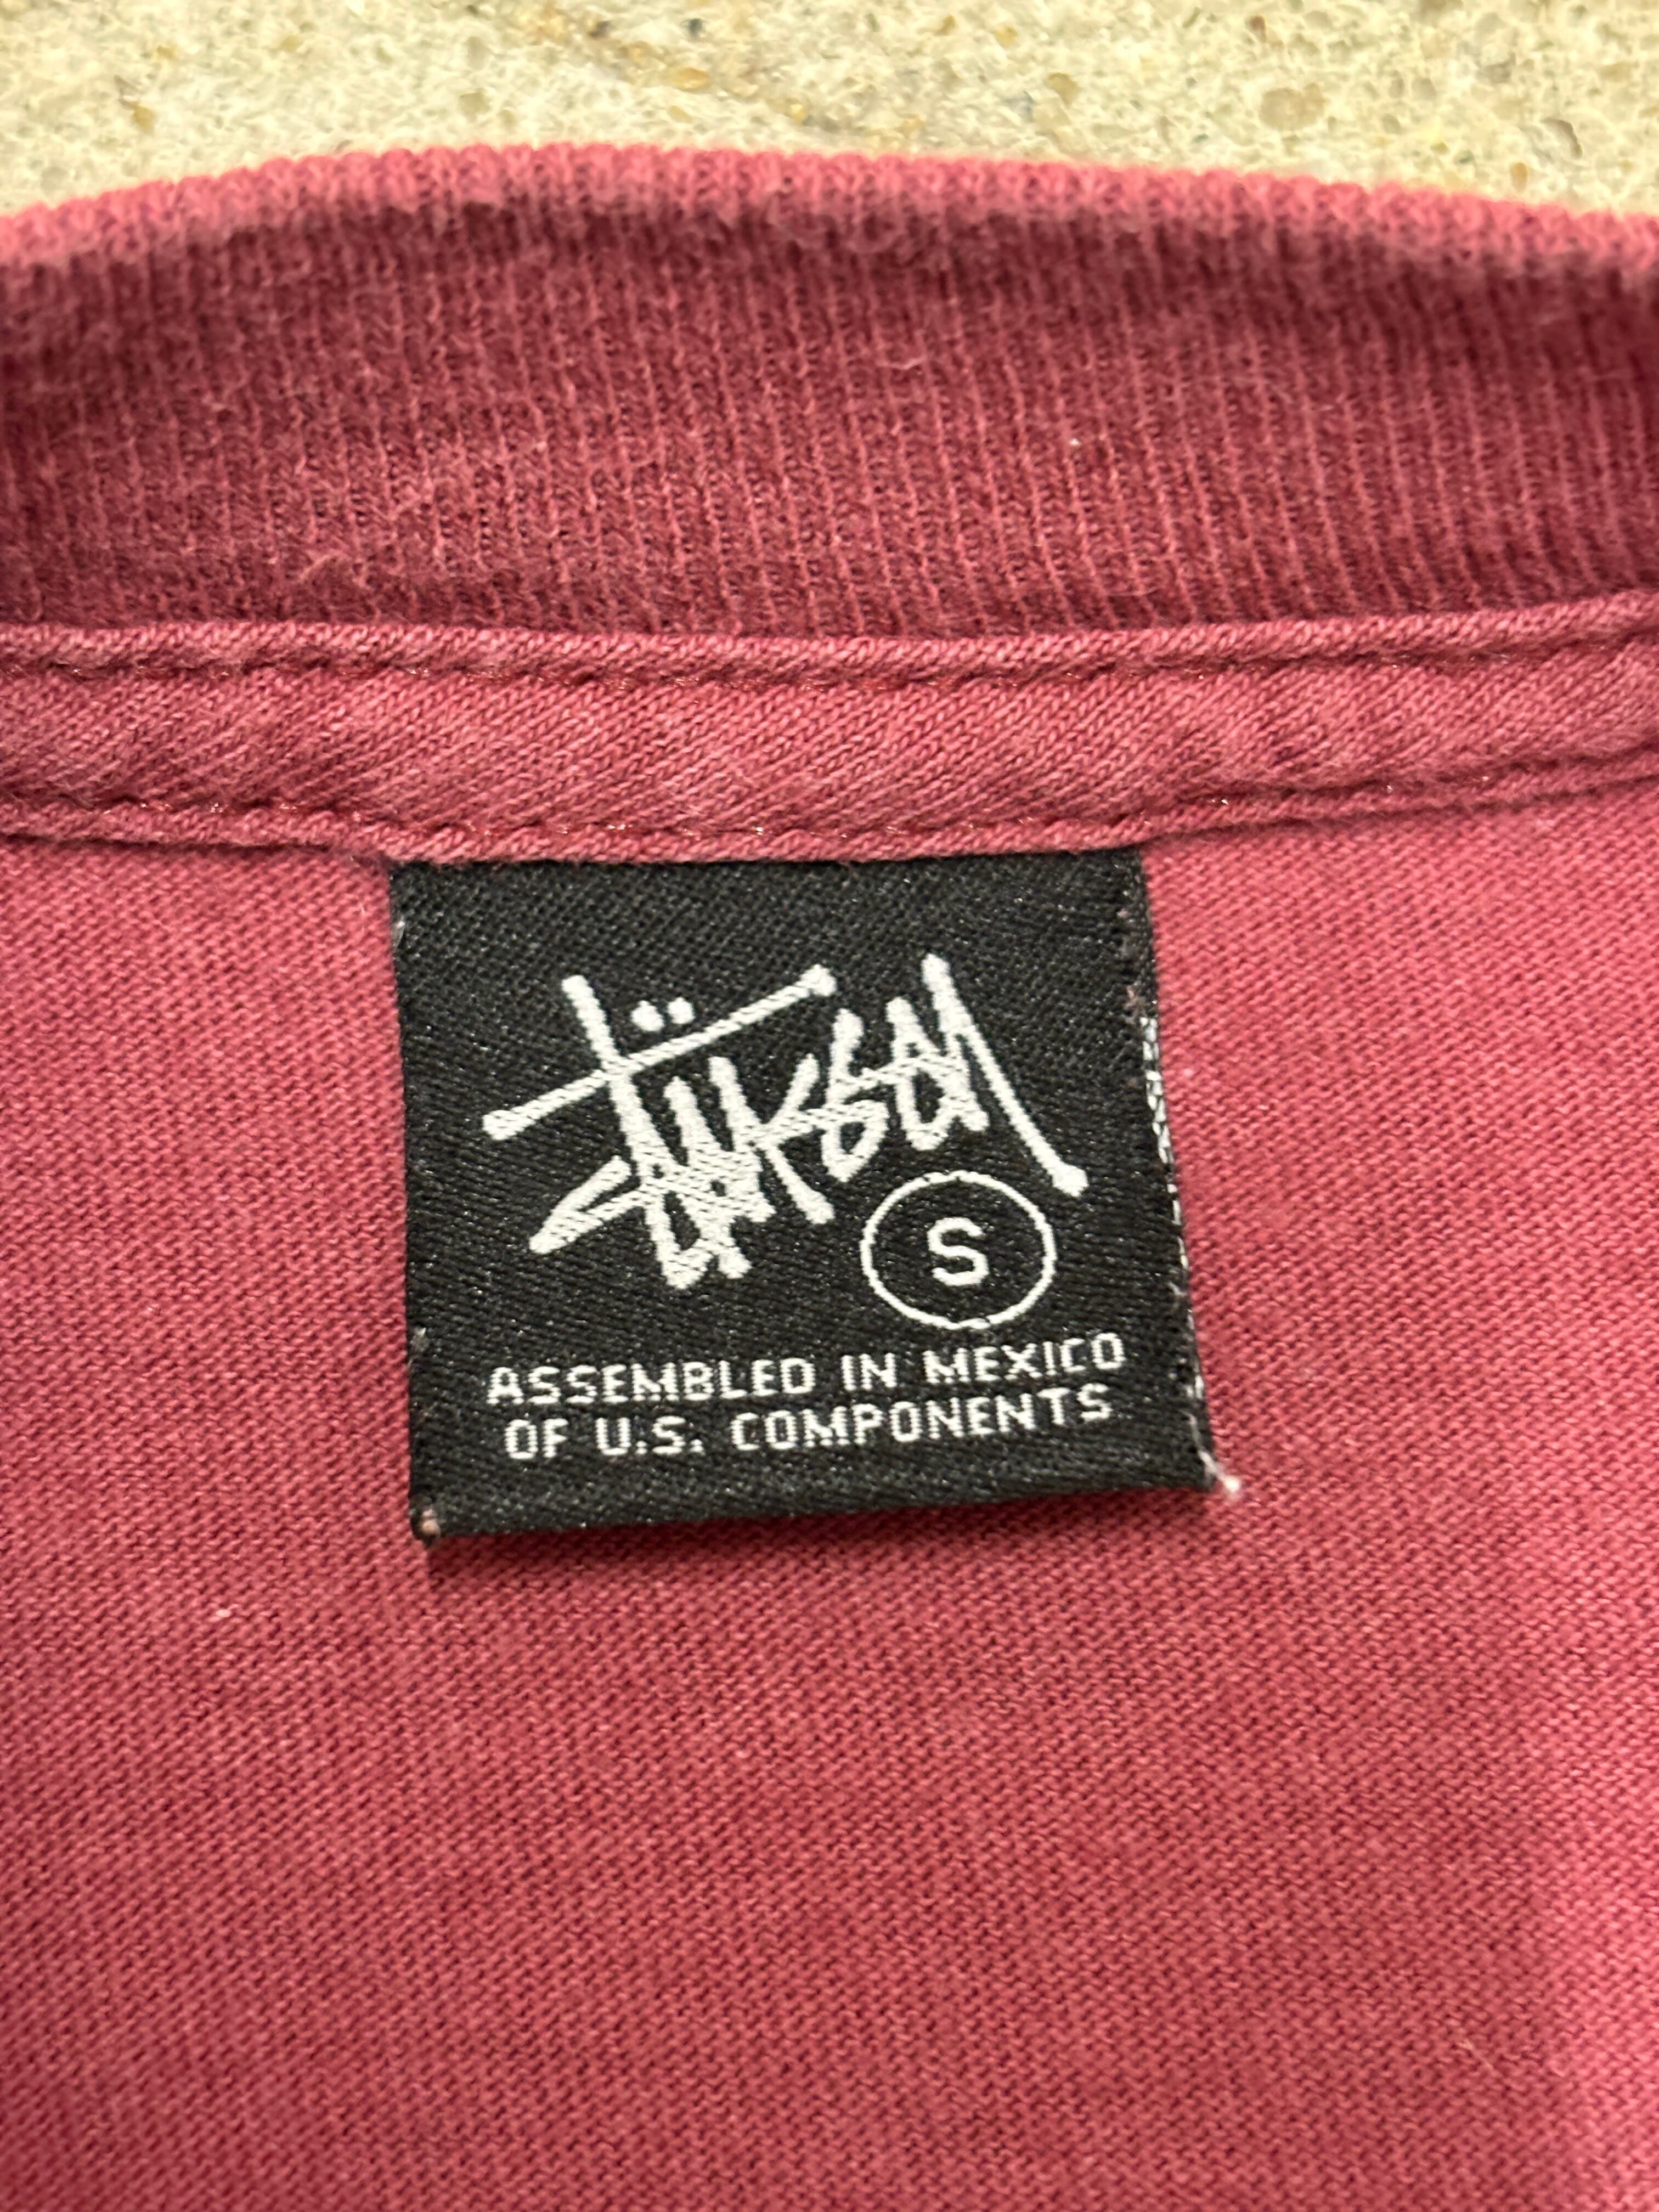 Stüssy
S
ASSEMBLED IN MEXICO
OF U.S. COMPONENTS